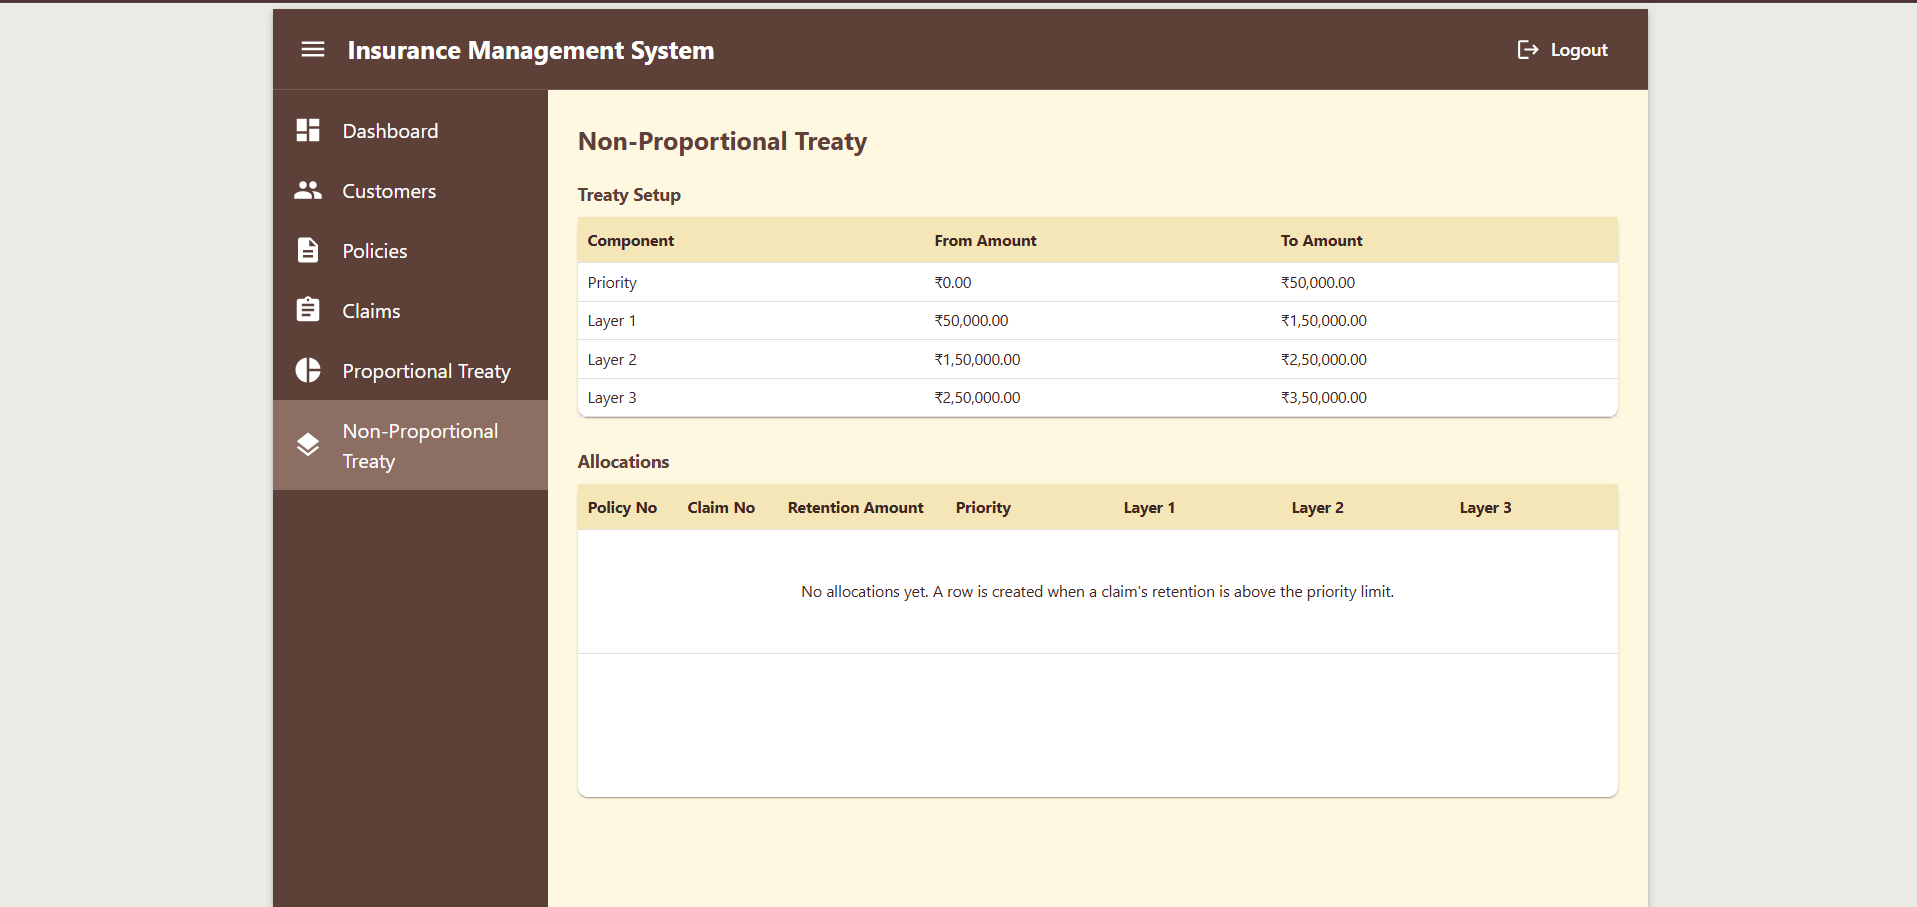 Insurance Management System
Logout
Dashboard
Customers
Policies
Claims
Proportional Treaty
Non-Proportional
Treaty
Non-Proportional Treaty
Treaty Setup
Component From Amount To Amount
Priority ₹0.00 ₹50,000.00
Layer 1 ₹50,000.00 ₹1,50,000.00
Layer 2 ₹1,50,000.00 ₹2,50,000.00
Layer 3 ₹2,50,000.00 ₹3,50,000.00
Allocations
Policy No Claim No Retention Amount Priority Layer 1 Layer 2 Layer 3
No allocations yet. A row is created when a claim's retention is above the priority limit.